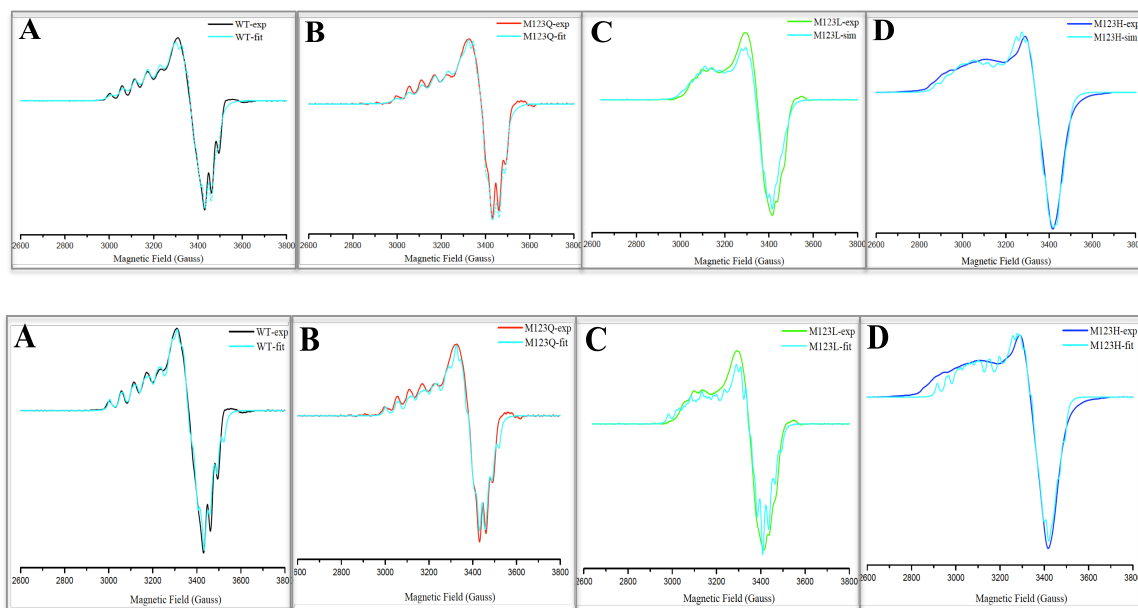 A
WT-exp
WT-fit
2600 2800 3000 3200 3400 3600 3800
Magnetic Field (Gauss)
B
M123Q-exp
M123Q-fit
2800 3000 3200 3400 3600 3800
Magnetic Field (Gauss)
C
M123L-exp
M123L-sim
2600 2800 3000 3200 3400 3600 3800
Magnetic Field (Gauss)
D
M123H-exp
M123H-sim
2600 2800 3000 3200 3400 3600 3800
Magnetic Field (Gauss)
A
WT-exp
WT-fit
2600 2800 3000 3200 3400 3600 3800
Magnetic Field (Gauss)
B
M123Q-exp
M123Q-fit
2800 3000 3200 3400 3600 3800
Magnetic Field (Gauss)
C
M123L-exp
M123L-fit
2600 2800 3000 3200 3400 3600 3800
Magnetic Field (Gauss)
D
M123H-exp
M123H-fit
2600 2800 3000 3200 3400 3600 3800
Magnetic Field (Gauss)